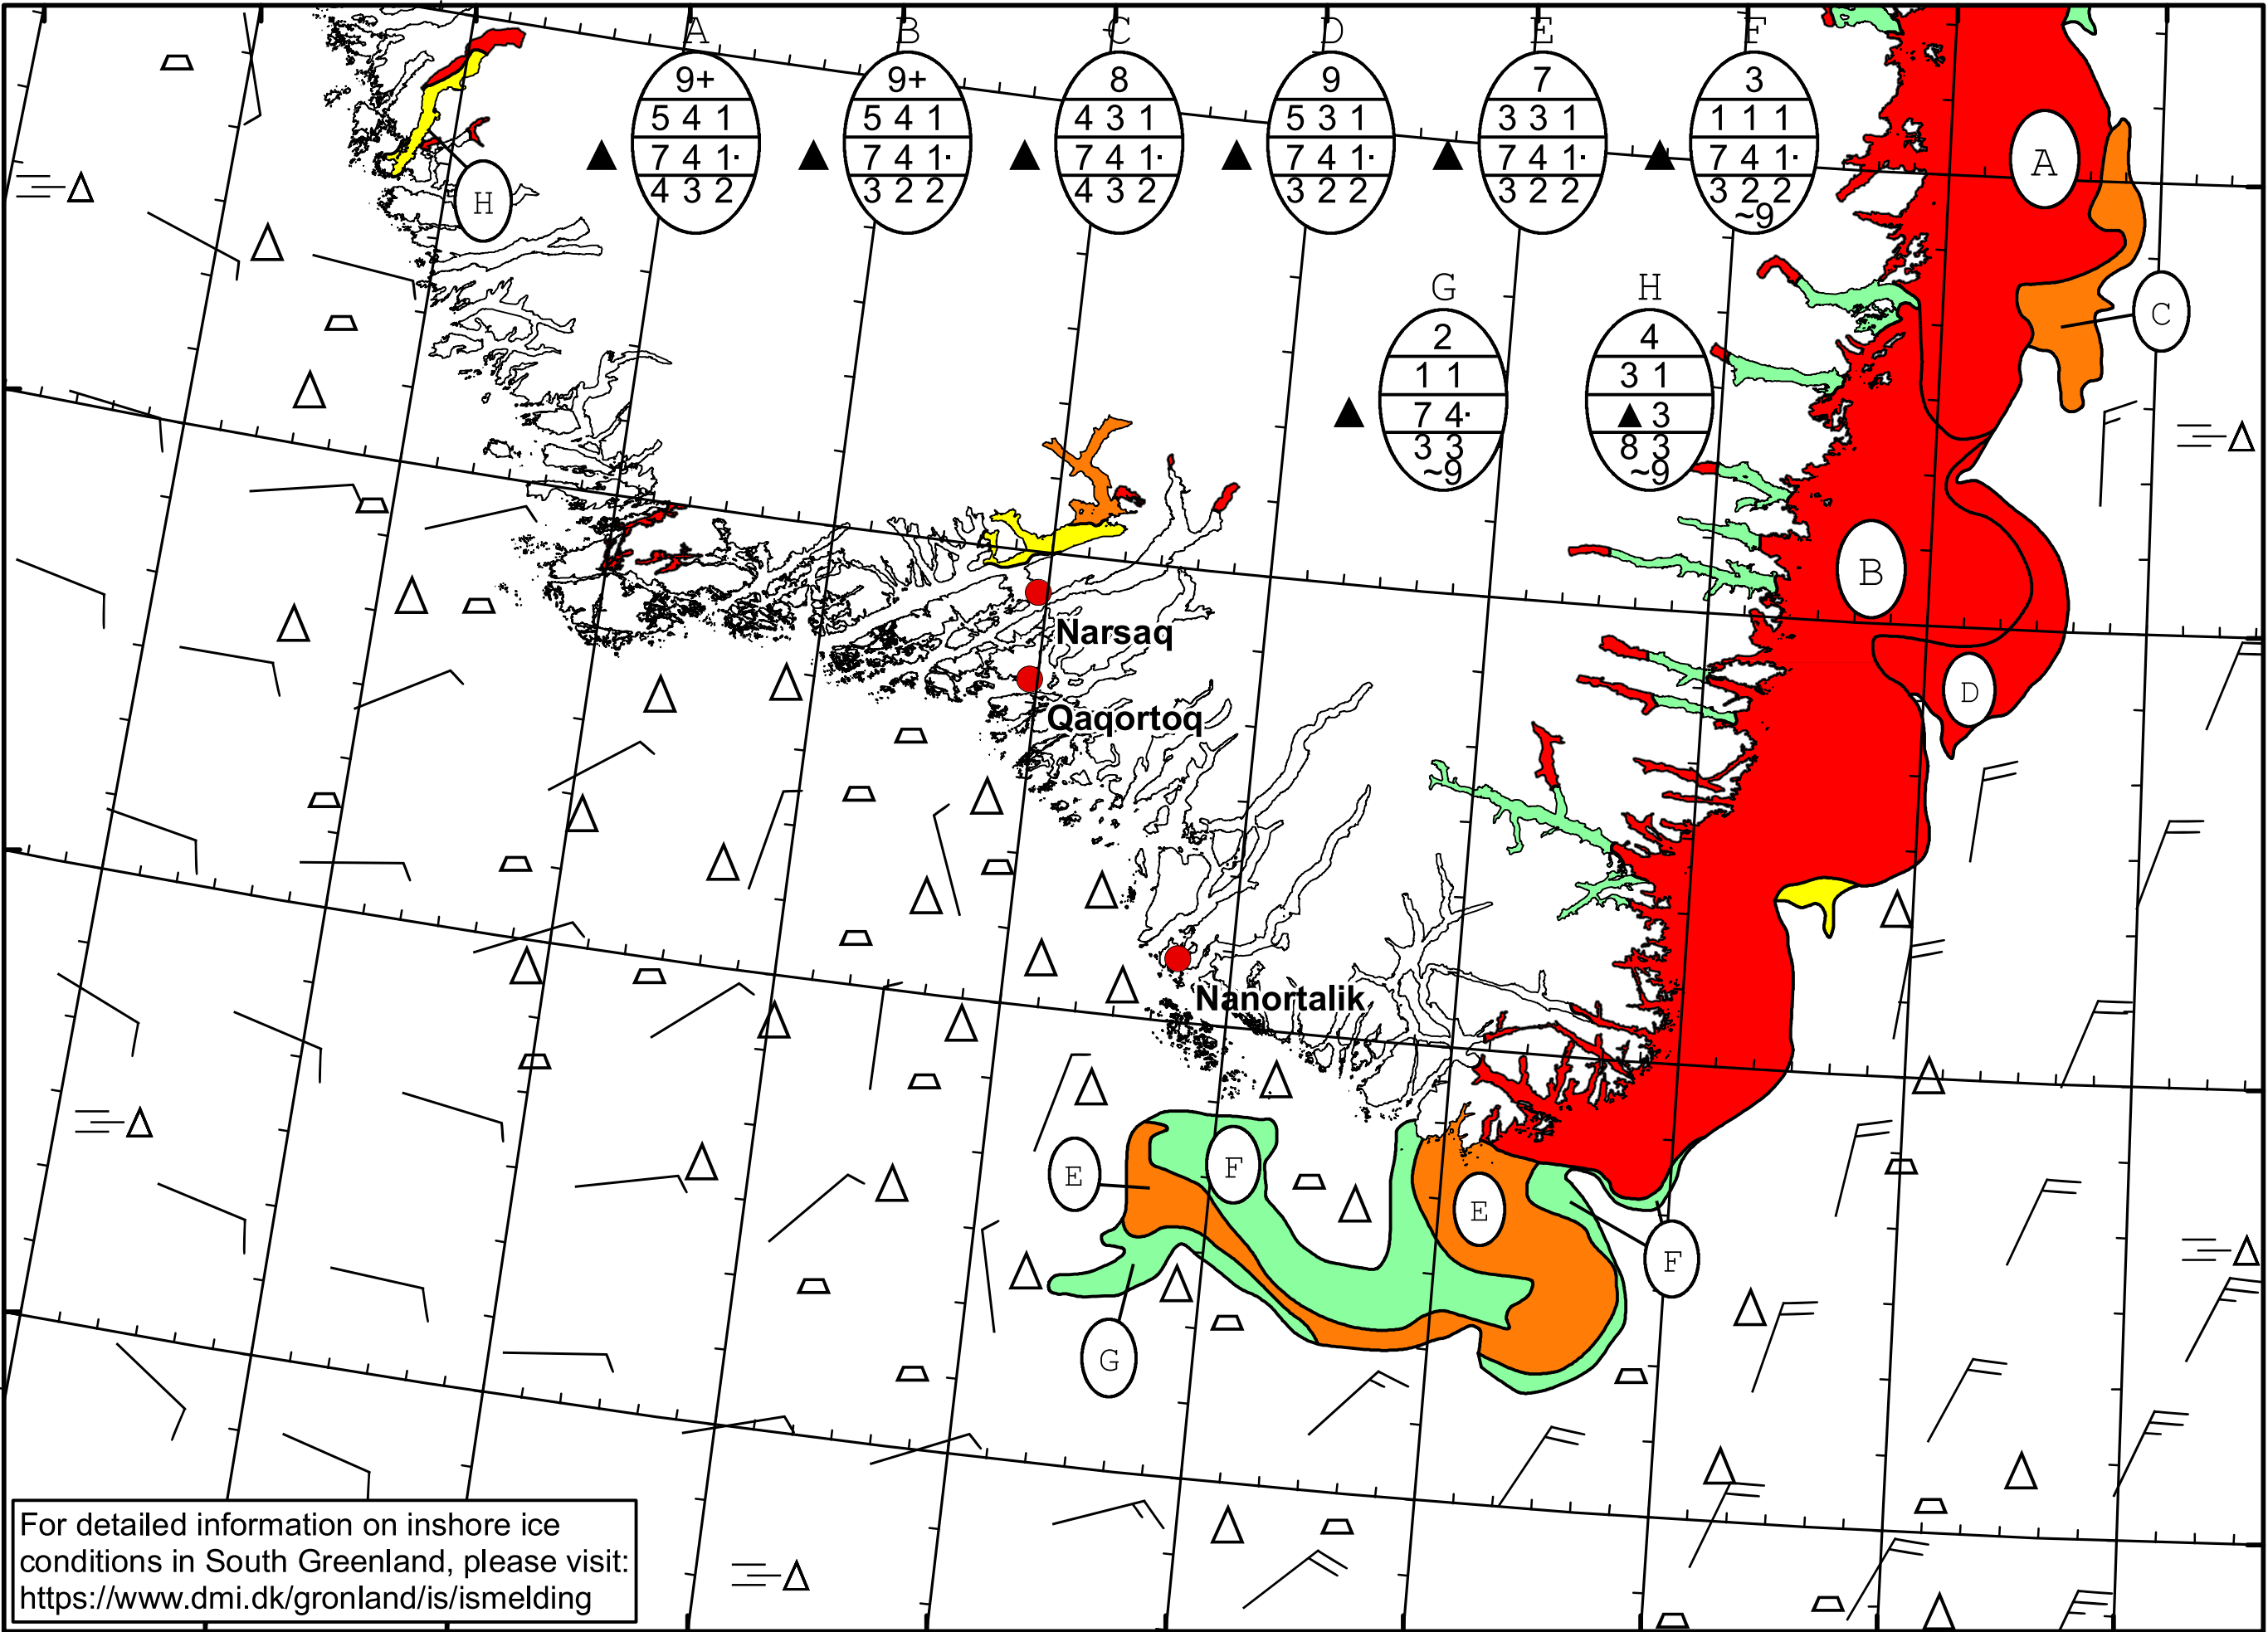 A B C D E F
9+ 9+ 8 9 7 3
5 4 1 5 4 1 4 3 1 5 3 1 3 3 1 1 1 1
▲ 7 4 1· ▲ 7 4 1· ▲ 7 4 1· ▲ 7 4 1· ▲ 7 4 1· ▲ 7 4 1·
4 3 2 3 2 2 4 3 2 3 2 2 3 2 2 3 2 2
~9
A
H
G H
C
2 4
1 1 3 1
▲ 7 4· ▲ 3
3 3 8 3
~9 ~9
B
Narsaq
D
Qaqortoq
Nanortalik
E
F
E
F
G
For detailed information on inshore ice
conditions in South Greenland, please visit:
https://www.dmi.dk/gronland/is/ismelding